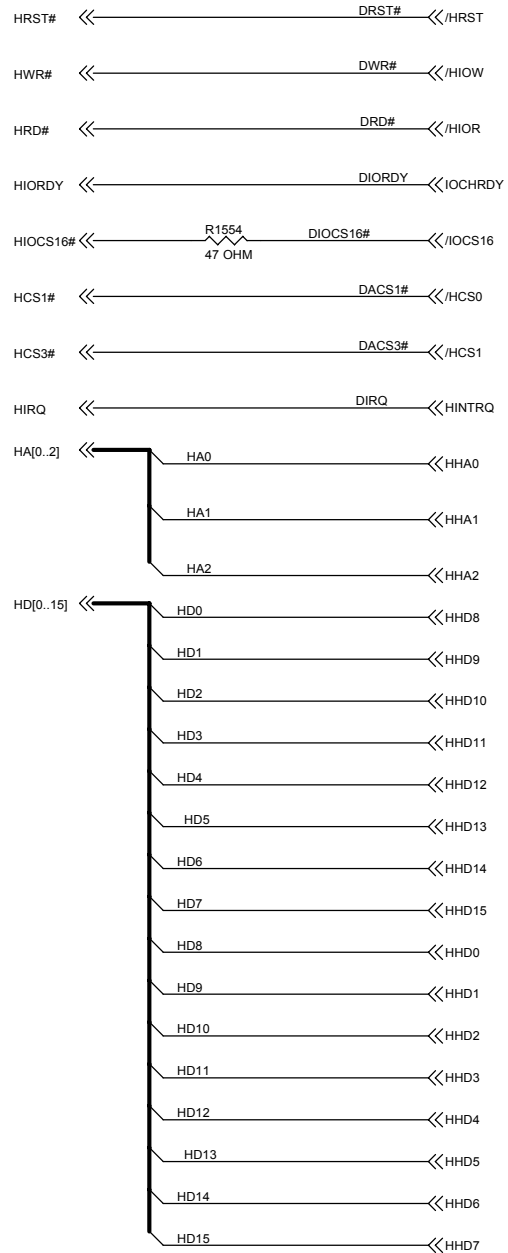 HRST# DRST# /HRST
HWR# DWR# /HIOW
HRD# DRD# /HIOR
HIORDY DIORDY IOCHRDY
HIOCS16# R1554 DIOCS16# /IOCS16
47 OHM
HCS1# DACS1# /HCS0
HCS3# DACS3# /HCS1
HIRQ DIRQ HINTRQ
HA[0..2] HA0 HHA0
HA1 HHA1
HA2 HHA2
HD[0..15] HD0 HHD8
HD1 HHD9
HD2 HHD10
HD3 HHD11
HD4 HHD12
HD5 HHD13
HD6 HHD14
HD7 HHD15
HD8 HHD0
HD9 HHD1
HD10 HHD2
HD11 HHD3
HD12 HHD4
HD13 HHD5
HD14 HHD6
HD15 HHD7